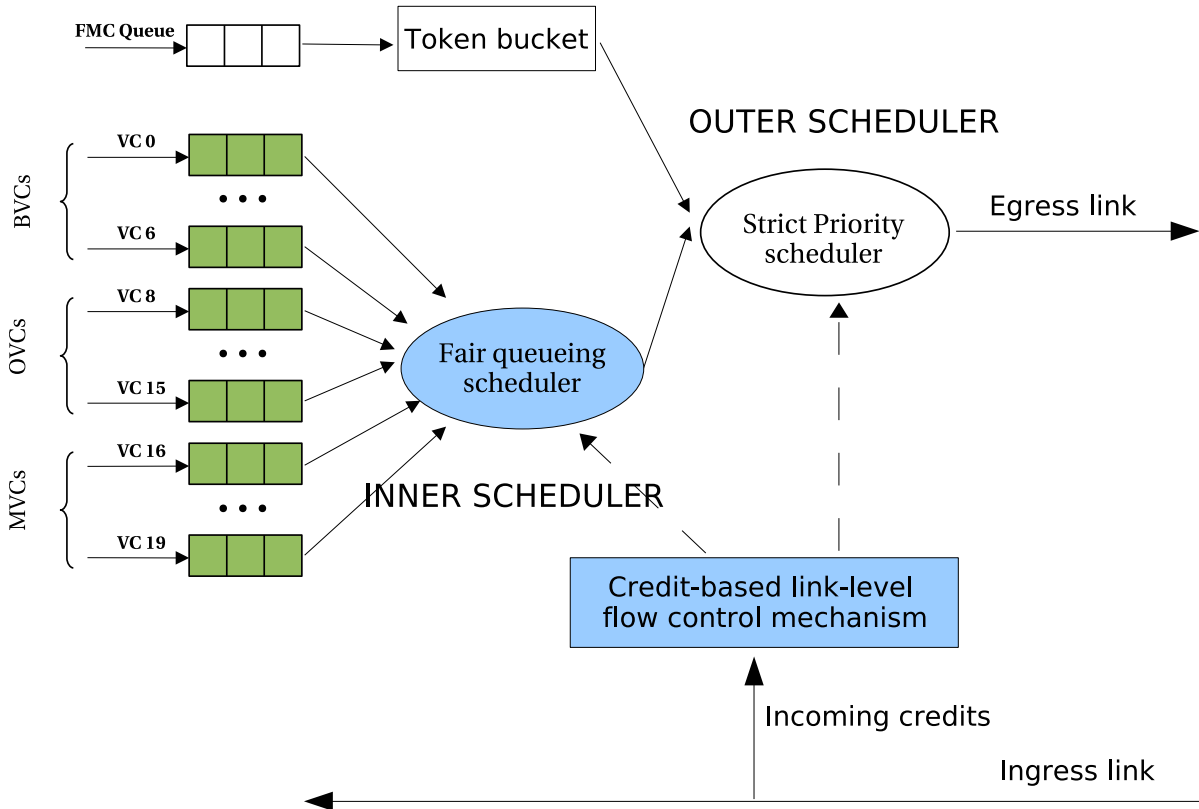 FMC Queue
Token bucket
OUTER SCHEDULER
BVCs
VC 0
VC 6
Strict Priority
scheduler
Egress link
OVCs
VC 8
VC 15
Fair queueing
scheduler
MVCs
VC 16
VC 19
INNER SCHEDULER
Credit-based link-level
flow control mechanism
Incoming credits
Ingress link